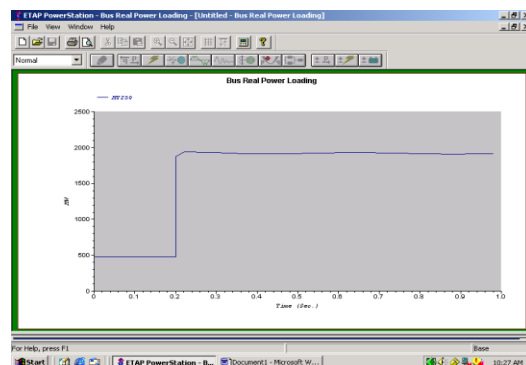 ETAP PowerStation - Bus Real Power Loading - [Untitled - Bus Real Power Loading]
File View Window Help
Normal
Bus Real Power Loading
2500
2000
1500
1000
500
0
0 0.1 0.2 0.3 0.4 0.5 0.6 0.7 0.8 0.9 1.0
Time (Sec.)
For Help, press F1
Base
Start
ETAP PowerStation - B...
Document1 - Microsoft W...
10:27 AM